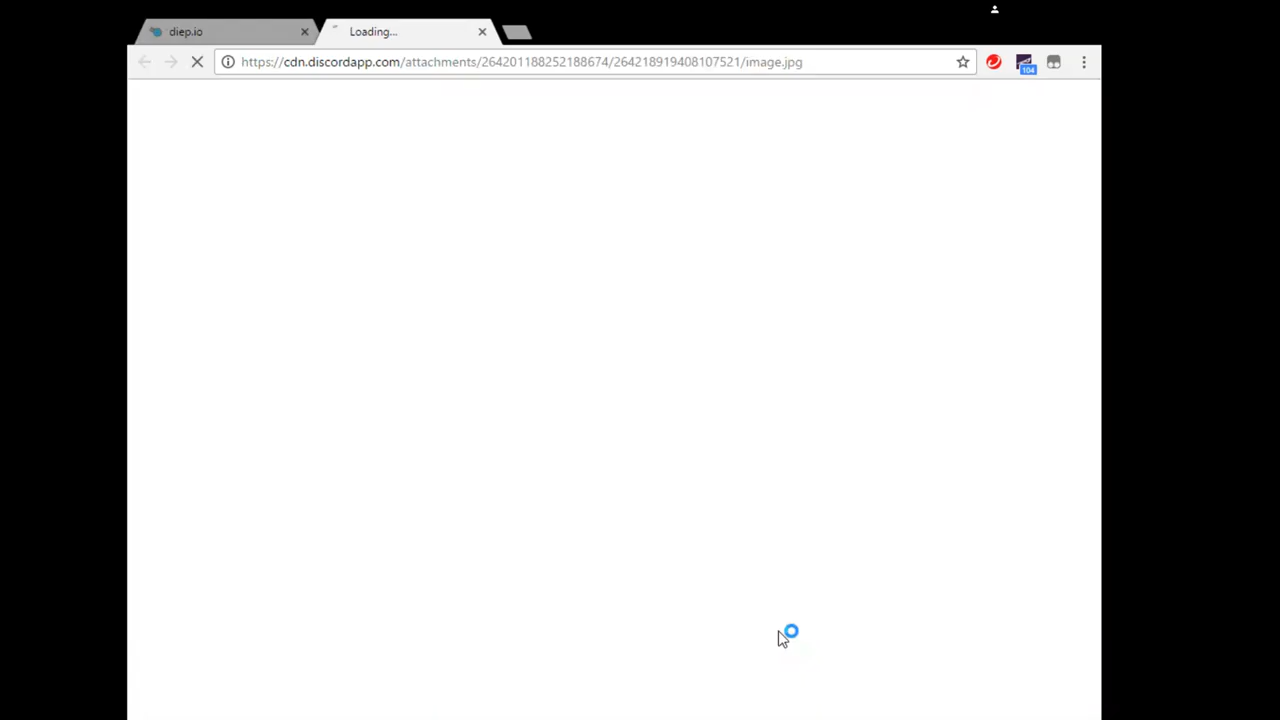 diep.io
Loading...
https://cdn.discordapp.com/attachments/264201188252188674/264218919408107521/image.jpg
104